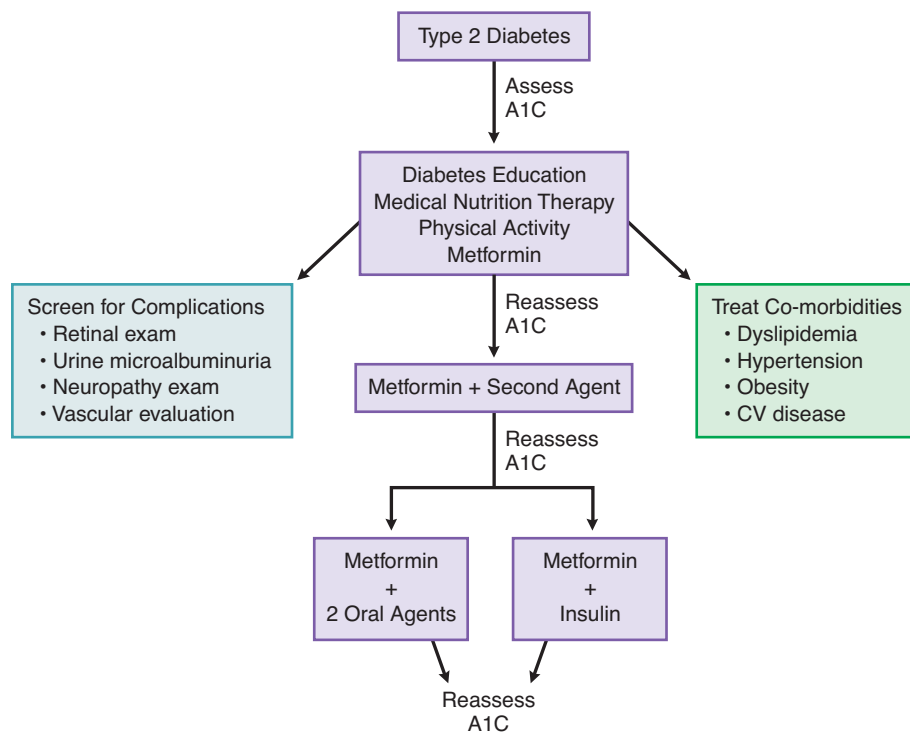 Type 2 Diabetes
Assess
A1C
Diabetes Education
Medical Nutrition Therapy
Physical Activity
Metformin
Screen for Complications
• Retinal exam
• Urine microalbuminuria
• Neuropathy exam
• Vascular evaluation
Reassess
A1C
Treat Co-morbidities
• Dyslipidemia
• Hypertension
• Obesity
• CV disease
Metformin + Second Agent
Reassess
A1C
Metformin
+
2 Oral Agents
Metformin
+
Insulin
Reassess
A1C